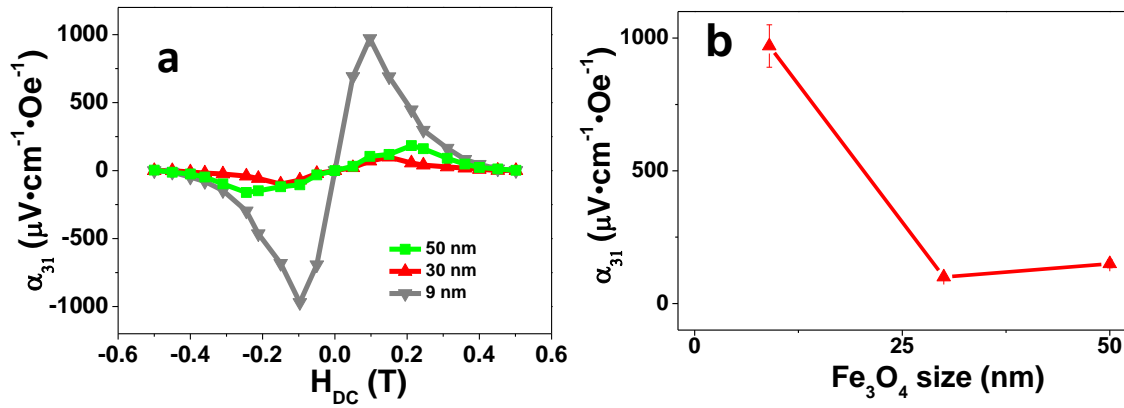 a
1000
500
0
-500
-1000
α31 (μV•cm-1•Oe-1)
50 nm
30 nm
9 nm
-0.6 -0.4 -0.2 0.0 0.2 0.4 0.6
HDC (T)
b
1000
500
0
α31 (μV•cm-1•Oe-1)
0 25 50
Fe3O4 size (nm)